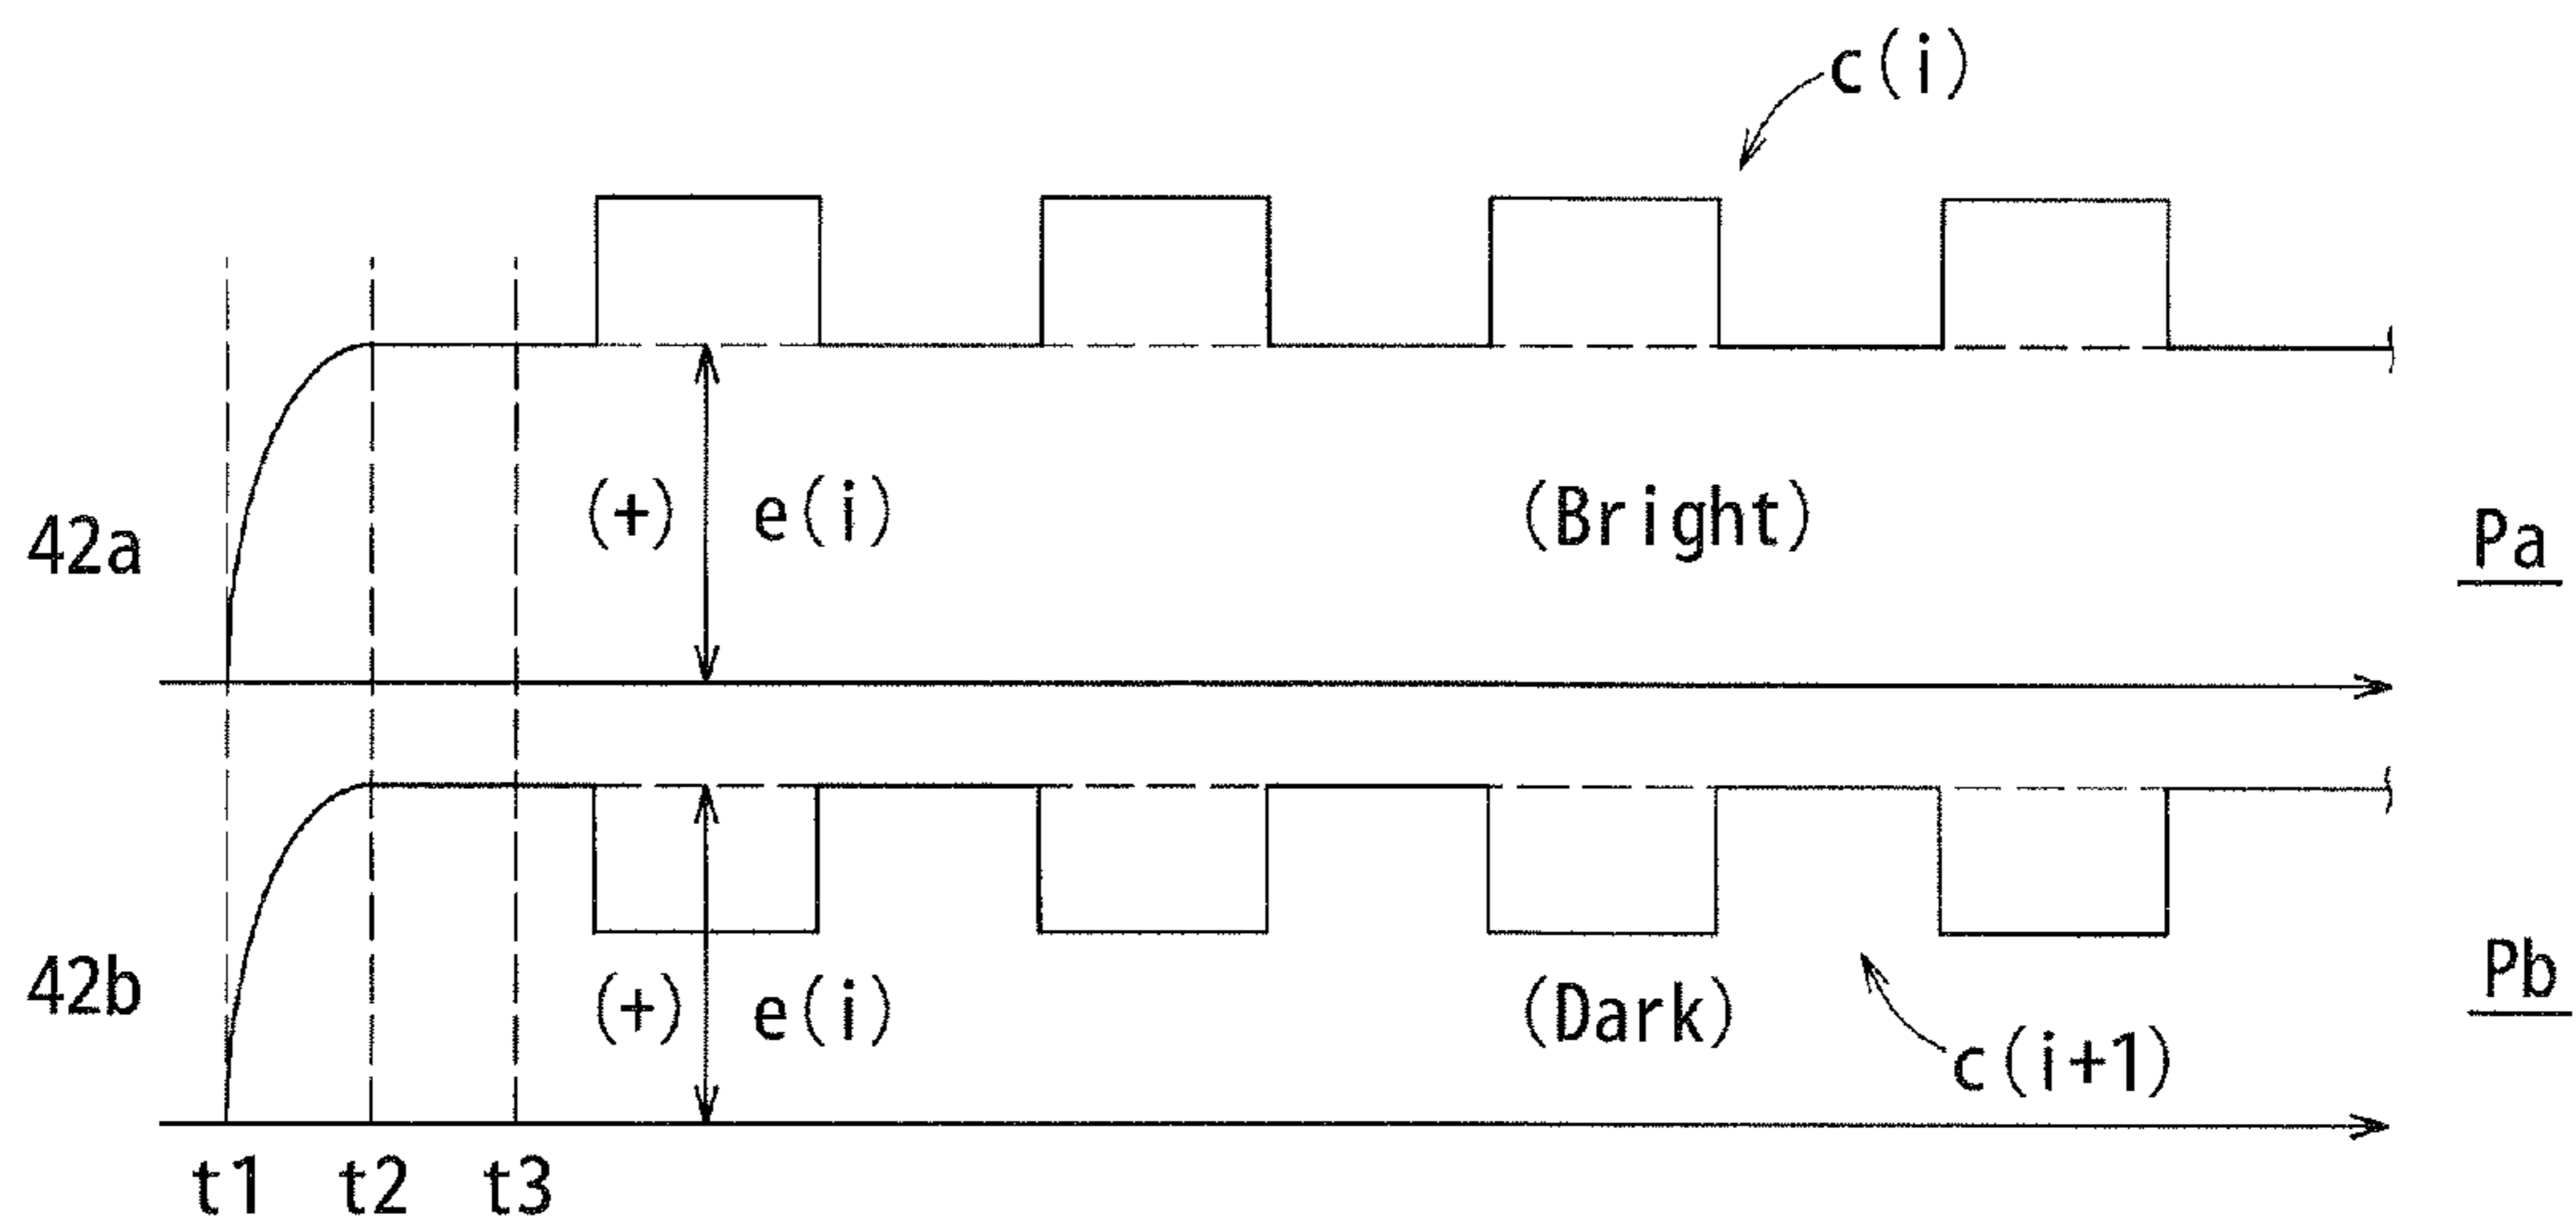 c(i)
42a (+) e(i) (Bright) Pa
42b (+) e(i) (Dark) Pb
c(i+1)
t1 t2 t3